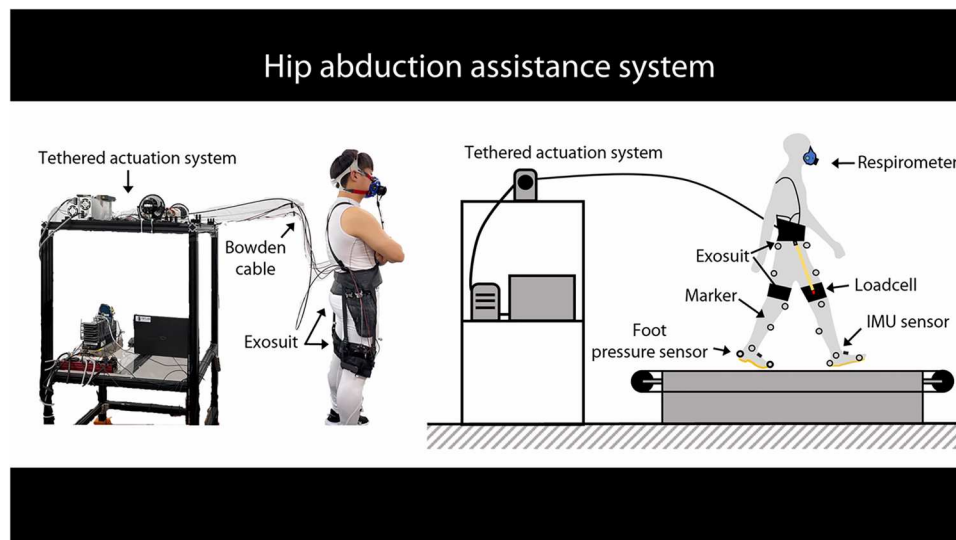 Hip abduction assistance system
Tethered actuation system
Bowden
cable
Exosuit
Tethered actuation system
Respirometer
Exosuit
Loadcell
Marker
IMU sensor
Foot
pressure sensor